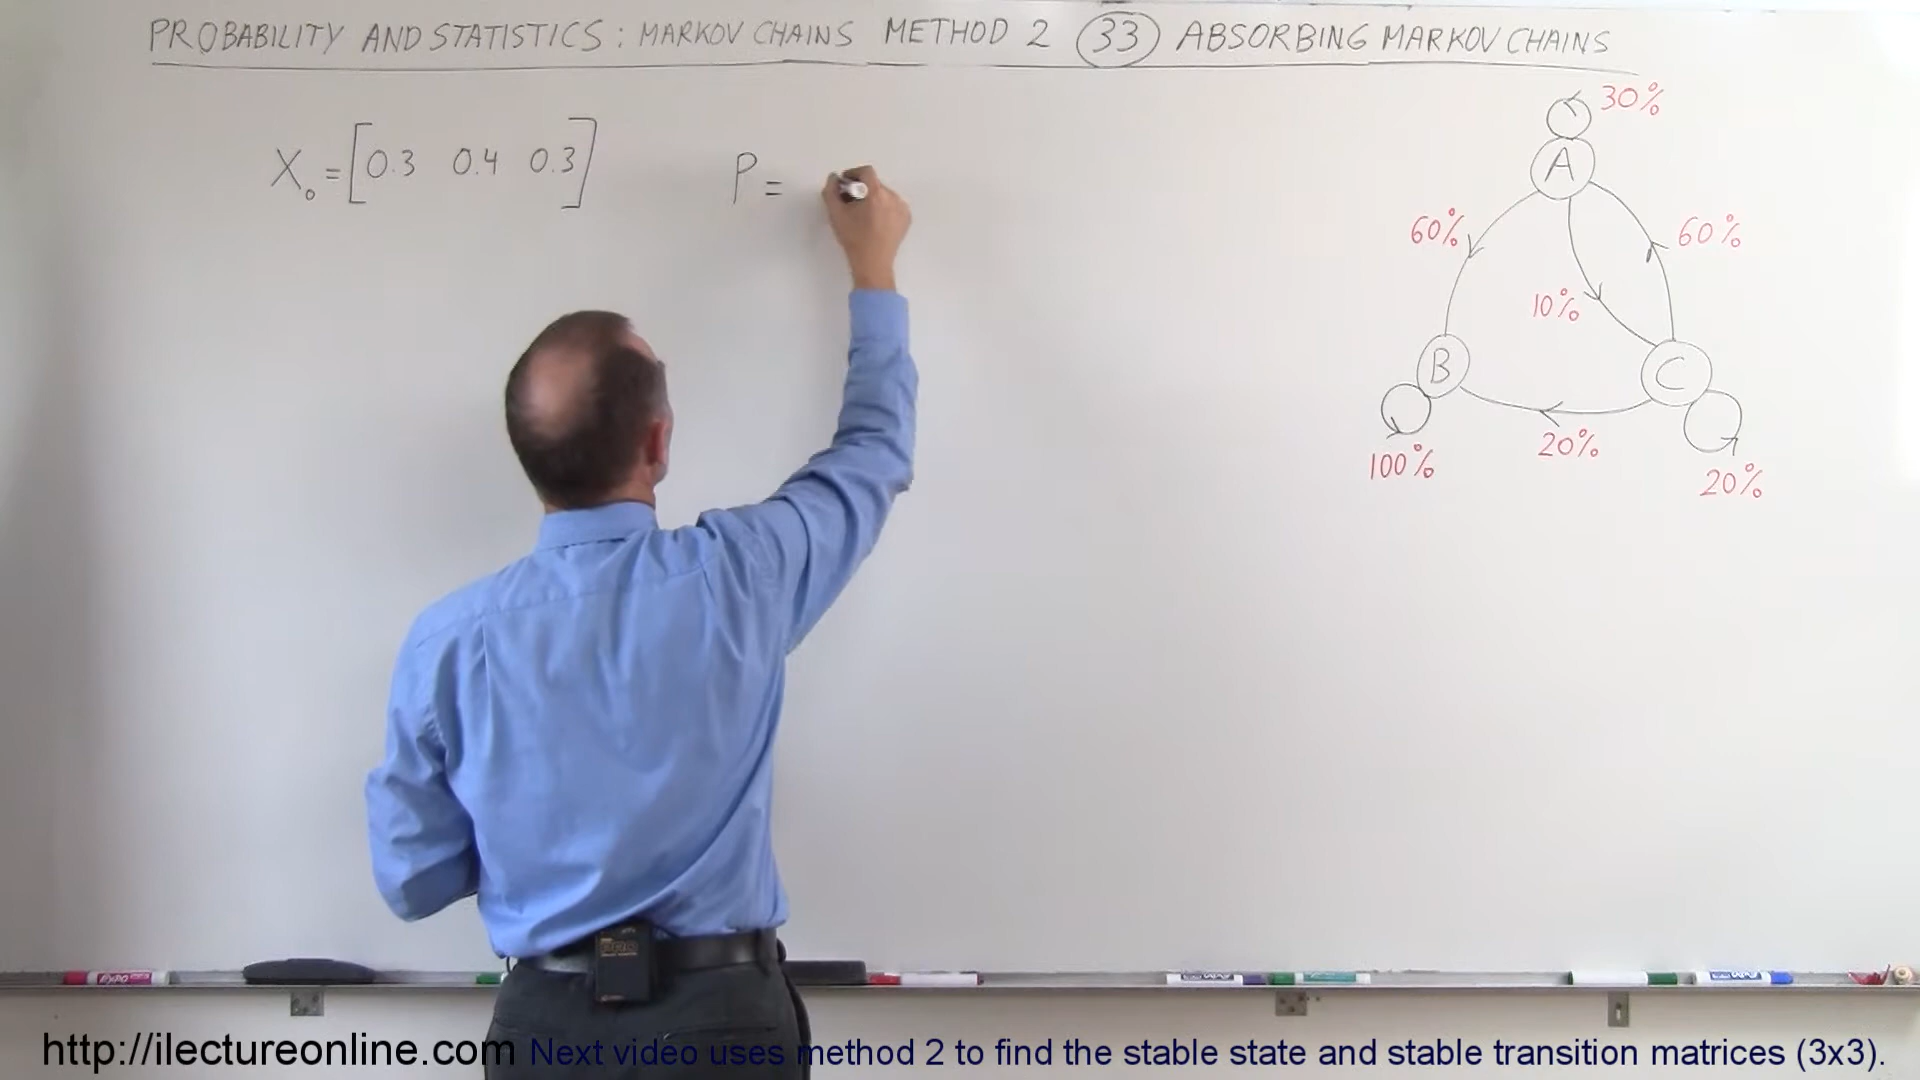 PROBABILITY AND STATISTICS : MARKOV CHAINS METHOD 2 33 ABSORBING MARKOV CHAINS
X₀ = [0.3 0.4 0.3]
P =
30%
A
60%
60%
10%
B
C
20%
100%
20%
EXPO
EXPO
http://ilectureonline.com Next video uses method 2 to find the stable state and stable transition matrices (3x3).